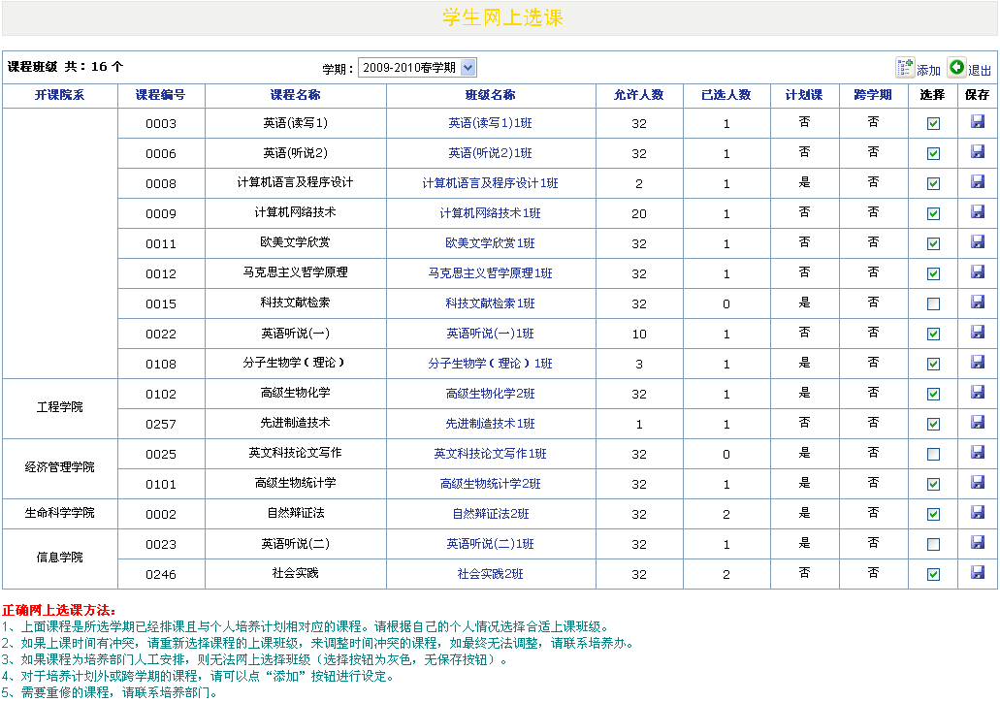 学生网上选课
课程班级 共：16 个 学期： 2009-2010春学期 添加 退出
开课院系 课程编号 课程名称 班级名称 允许人数 已选人数 计划课 跨学期 选择 保存
0003 英语(读写1) 英语(读写1)1班 32 1 否 否
0006 英语(听说2) 英语(听说2)1班 32 1 否 否
0008 计算机语言及程序设计 计算机语言及程序设计1班 2 1 是 否
0009 计算机网络技术 计算机网络技术1班 20 1 否 否
0011 欧美文学欣赏 欧美文学欣赏1班 32 1 否 否
0012 马克思主义哲学原理 马克思主义哲学原理1班 32 1 否 否
0015 科技文献检索 科技文献检索1班 32 0 是 否
0022 英语听说(一) 英语听说(一)1班 10 1 否 否
0108 分子生物学（理论） 分子生物学（理论）1班 3 1 是 否
工程学院
0102 高级生物化学 高级生物化学2班 32 1 是 否
0257 先进制造技术 先进制造技术1班 1 1 否 否
经济管理学院
0025 英文科技论文写作 英文科技论文写作1班 32 0 是 否
0101 高级生物统计学 高级生物统计学2班 32 1 是 否
生命科学学院 0002 自然辩证法 自然辩证法2班 32 2 是 否
信息学院
0023 英语听说(二) 英语听说(二)1班 32 1 是 否
0246 社会实践 社会实践2班 32 2 否 否
正确网上选课方法：
1、上面课程是所选学期已经排课且与个人培养计划相对应的课程。请根据自己的个人情况选择合适上课班级。
2、如果上课时间有冲突，请重新选择课程的上课班级，来调整时间冲突的课程，如最终无法调整，请联系培养办。
3、如果课程为培养部门人工安排，则无法网上选择班级（选择按钮为灰色，无保存按钮）。
4、对于培养计划外或跨学期的课程，请可以点“添加”按钮进行设定。
5、需要重修的课程，请联系培养部门。